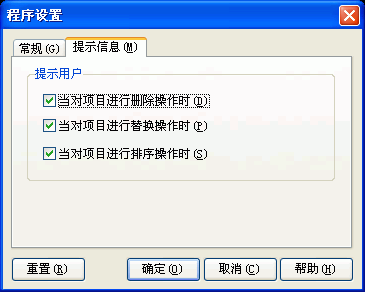 程序设置
常规(G) 提示信息(M)
提示用户
当对项目进行删除操作时(D)
当对项目进行替换操作时(P)
当对项目进行排序操作时(S)
重置(R) 确定(O) 取消(C) 帮助(H)